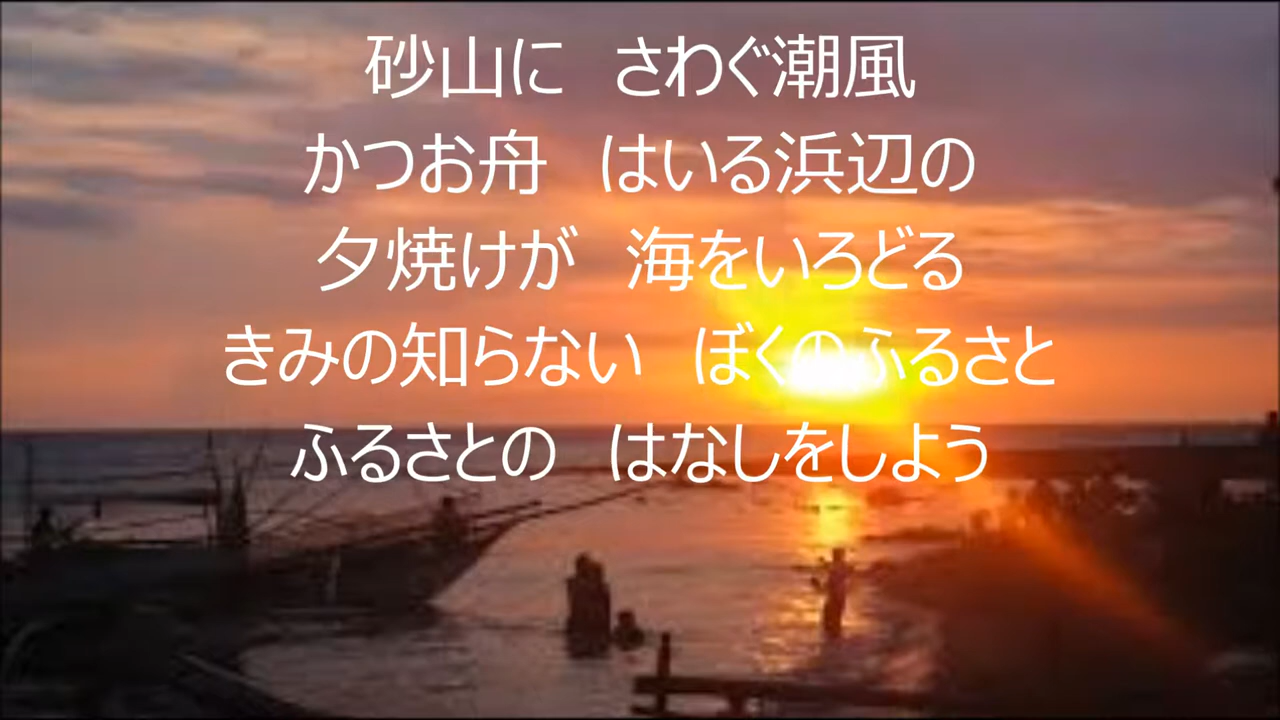 砂山に　さわぐ潮風
かつお舟　はいる浜辺の
夕焼けが　海をいろどる
きみの知らない　ぼくのふるさと
ふるさとの　はなしをしよう